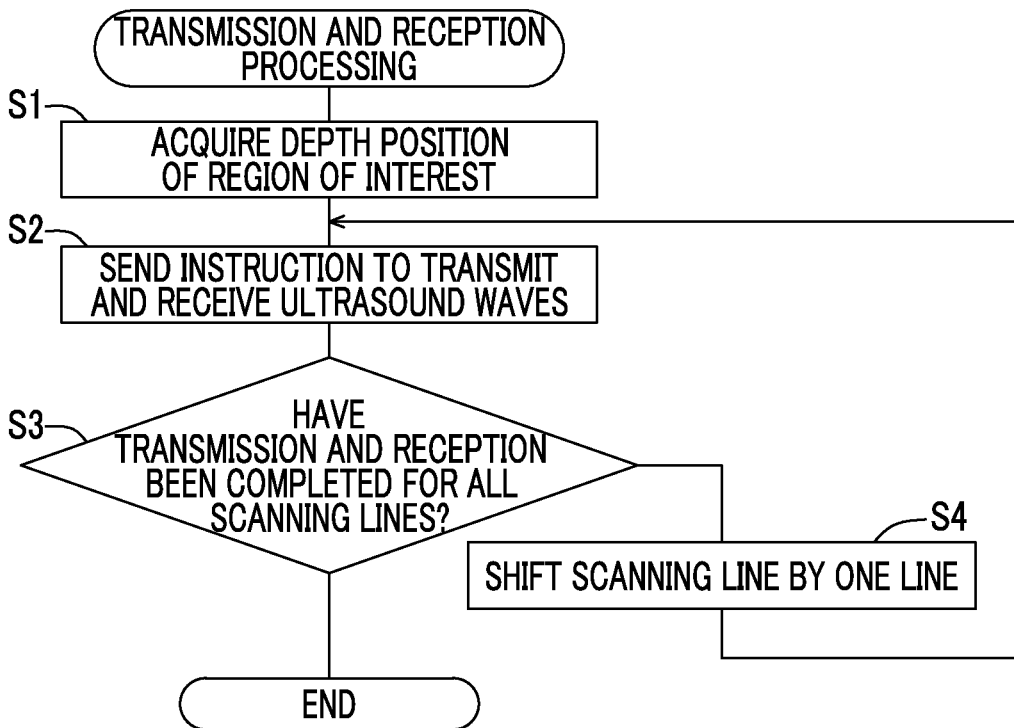 TRANSMISSION AND RECEPTION
PROCESSING
S1
ACQUIRE DEPTH POSITION
OF REGION OF INTEREST
S2
SEND INSTRUCTION TO TRANSMIT
AND RECEIVE ULTRASOUND WAVES
S3
HAVE
TRANSMISSION AND RECEPTION
BEEN COMPLETED FOR ALL
SCANNING LINES?
S4
SHIFT SCANNING LINE BY ONE LINE
END